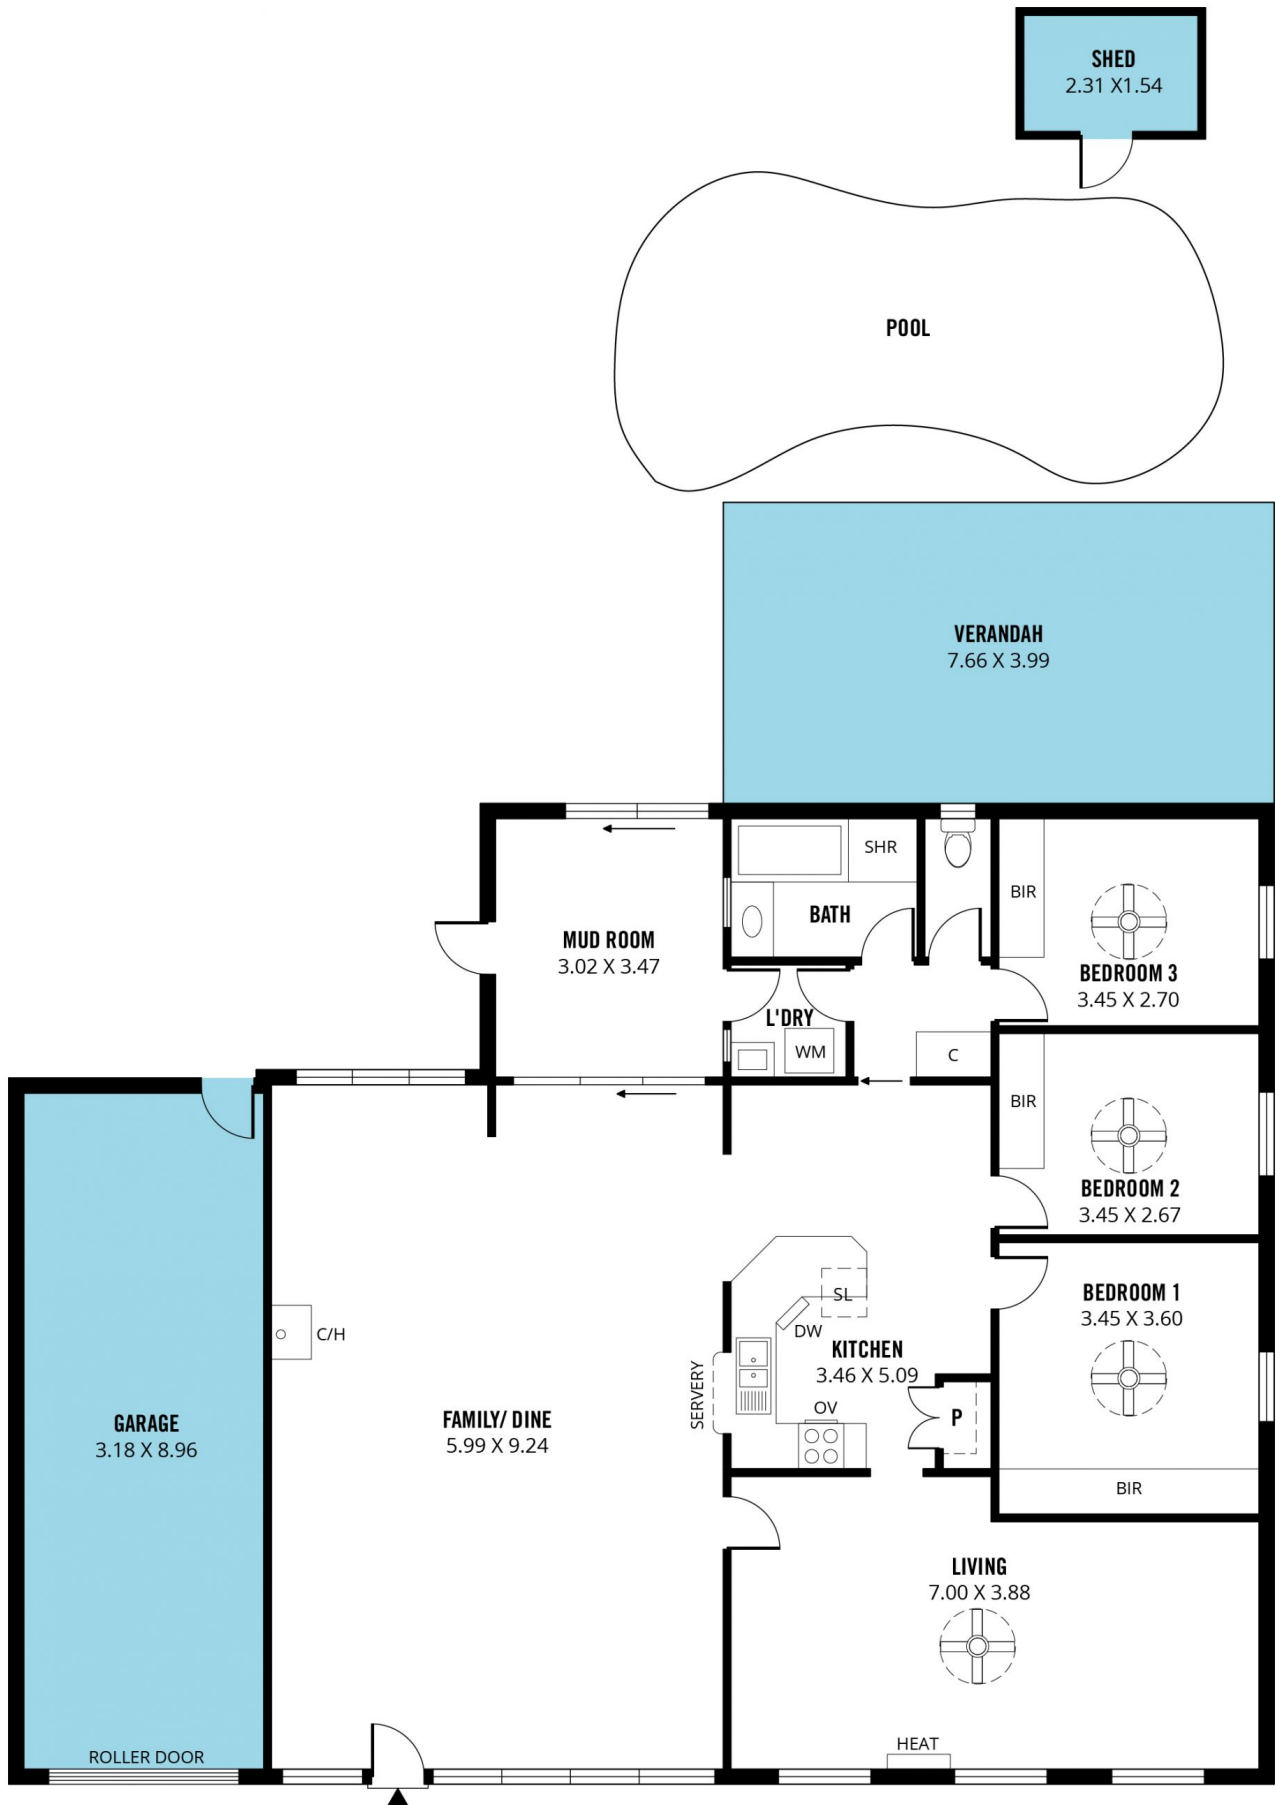 SHED
2.31 X1.54
POOL
VERANDAH
7.66 X 3.99
SHR
BATH
BIR
MUD ROOM
3.02 X 3.47
BEDROOM 3
3.45 X 2.70
L'DRY
WM
C
BIR
BEDROOM 2
3.45 X 2.67
SL
BEDROOM 1
3.45 X 3.60
C/H
DW
KITCHEN
3.46 X 5.09
SERVERY
OV
P
GARAGE
3.18 X 8.96
FAMILY/ DINE
5.99 X 9.24
BIR
LIVING
7.00 X 3.88
HEAT
ROLLER DOOR